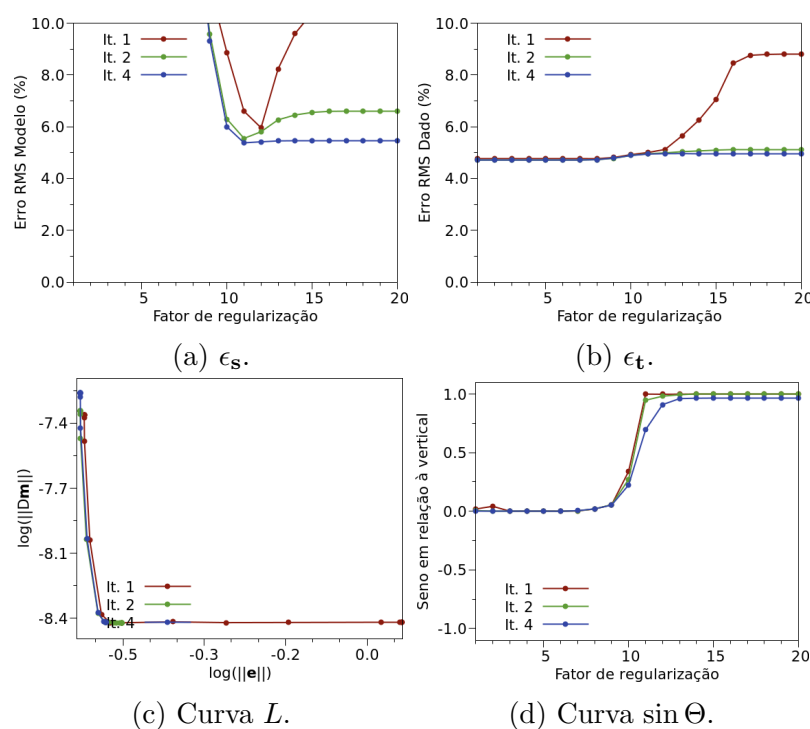 10.0
8.0
6.0
4.0
2.0
0.0
Erro RMS Modelo (%)
It. 1
It. 2
It. 4
5 10 15 20
Fator de regularização
(a) ϵ_s.
10.0
8.0
6.0
4.0
2.0
0.0
Erro RMS Dado (%)
It. 1
It. 2
It. 4
5 10 15 20
Fator de regularização
(b) ϵ_t.
-7.4
-7.7
-8.1
-8.4
log(||Dm||)
It. 1
It. 2
It. 4
-0.5 -0.3 -0.2 0.0
log(||e||)
(c) Curva L.
1.0
0.5
0.0
-0.5
-1.0
Seno em relação à vertical
It. 1
It. 2
It. 4
5 10 15 20
Fator de regularização
(d) Curva sin Θ.